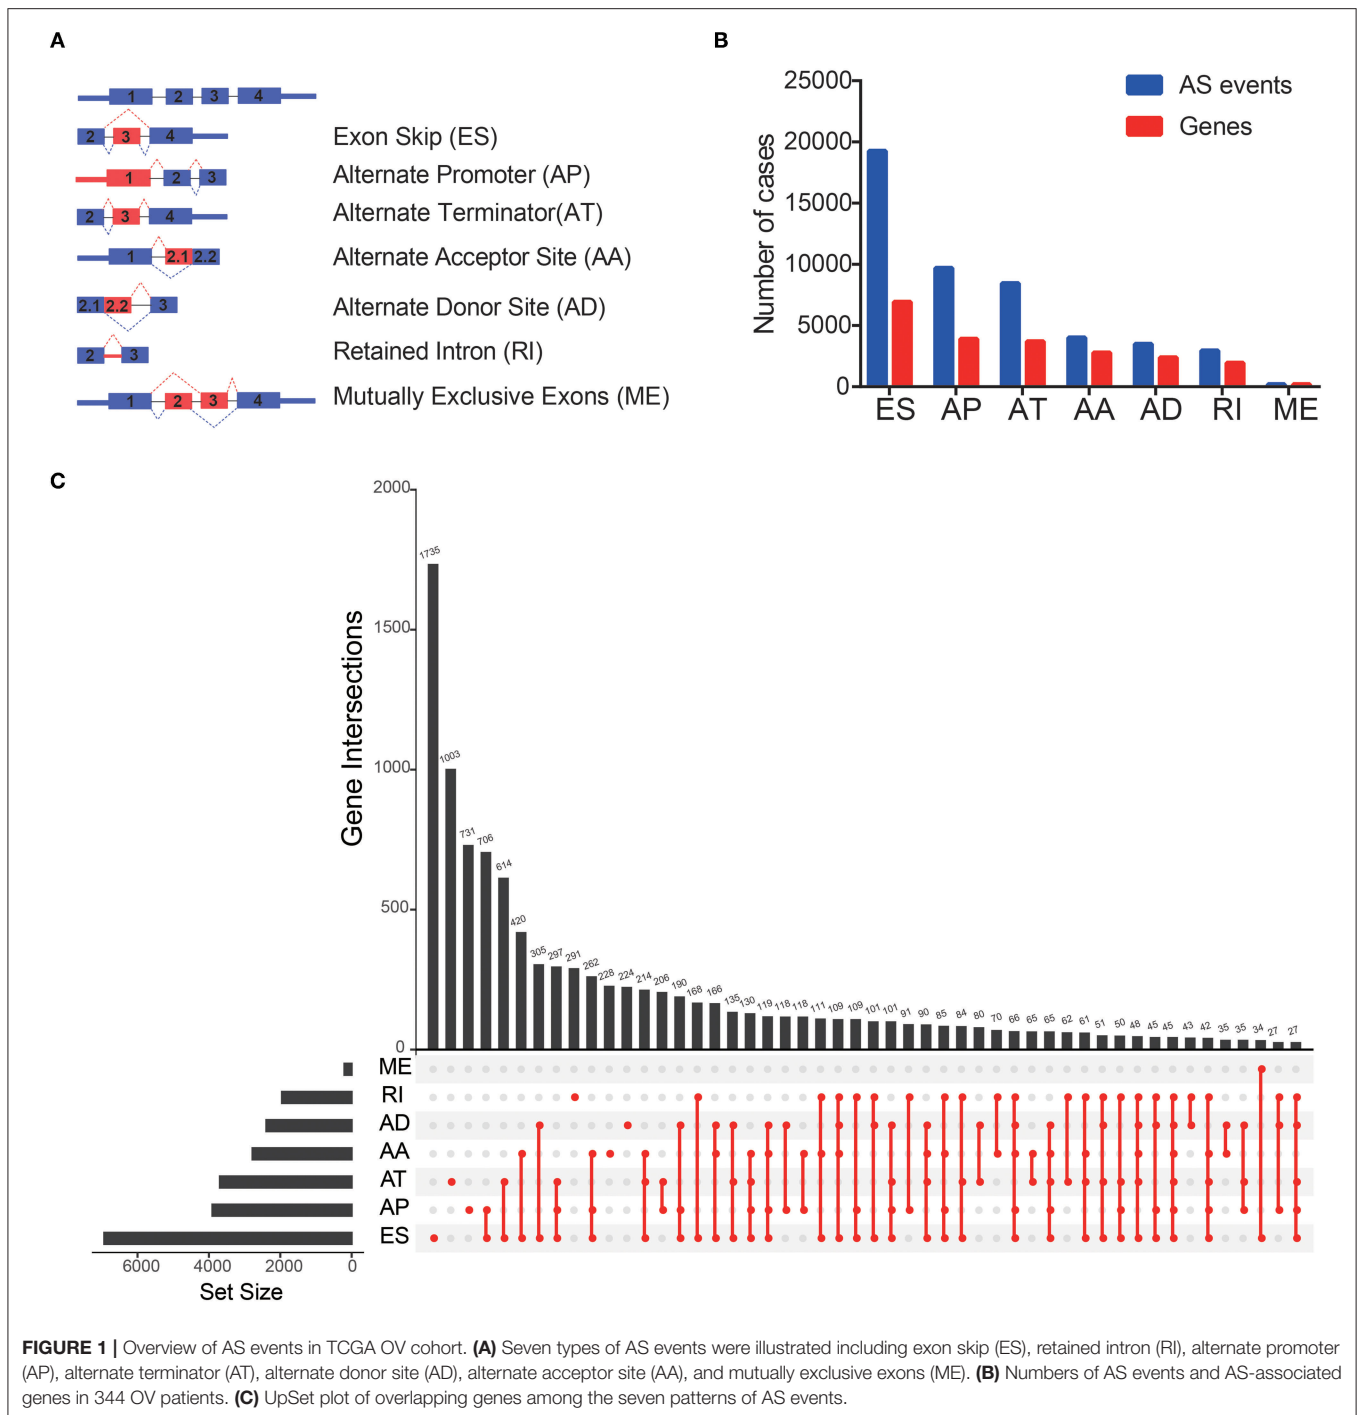 A
1 2 3 4
2 3 4 Exon Skip (ES)
1 2 3 Alternate Promoter (AP)
2 3 4 Alternate Terminator(AT)
1 2.1 2.2 Alternate Acceptor Site (AA)
2.1 2.2 3 Alternate Donor Site (AD)
2 3 Retained Intron (RI)
1 2 3 4 Mutually Exclusive Exons (ME)
B
Number of cases
25000
20000
15000
10000
5000
0
AS events
Genes
ES AP AT AA AD RI ME
C
Gene Intersections
2000
1500
1000
500
0
1735 1003 731 706 614 420 305 297 291 262 228 224 214 206 190 168 166 135 130 119 118 118 111 109 109 101 101 91 90 85 84 80 70 66 65 65 62 61 51 50 48 45 45 43 42 35 35 34 27 27
ME
RI
AD
AA
AT
AP
ES
6000 4000 2000 0
Set Size
FIGURE 1 | Overview of AS events in TCGA OV cohort. (A) Seven types of AS events were illustrated including exon skip (ES), retained intron (RI), alternate promoter
(AP), alternate terminator (AT), alternate donor site (AD), alternate acceptor site (AA), and mutually exclusive exons (ME). (B) Numbers of AS events and AS-associated
genes in 344 OV patients. (C) UpSet plot of overlapping genes among the seven patterns of AS events.